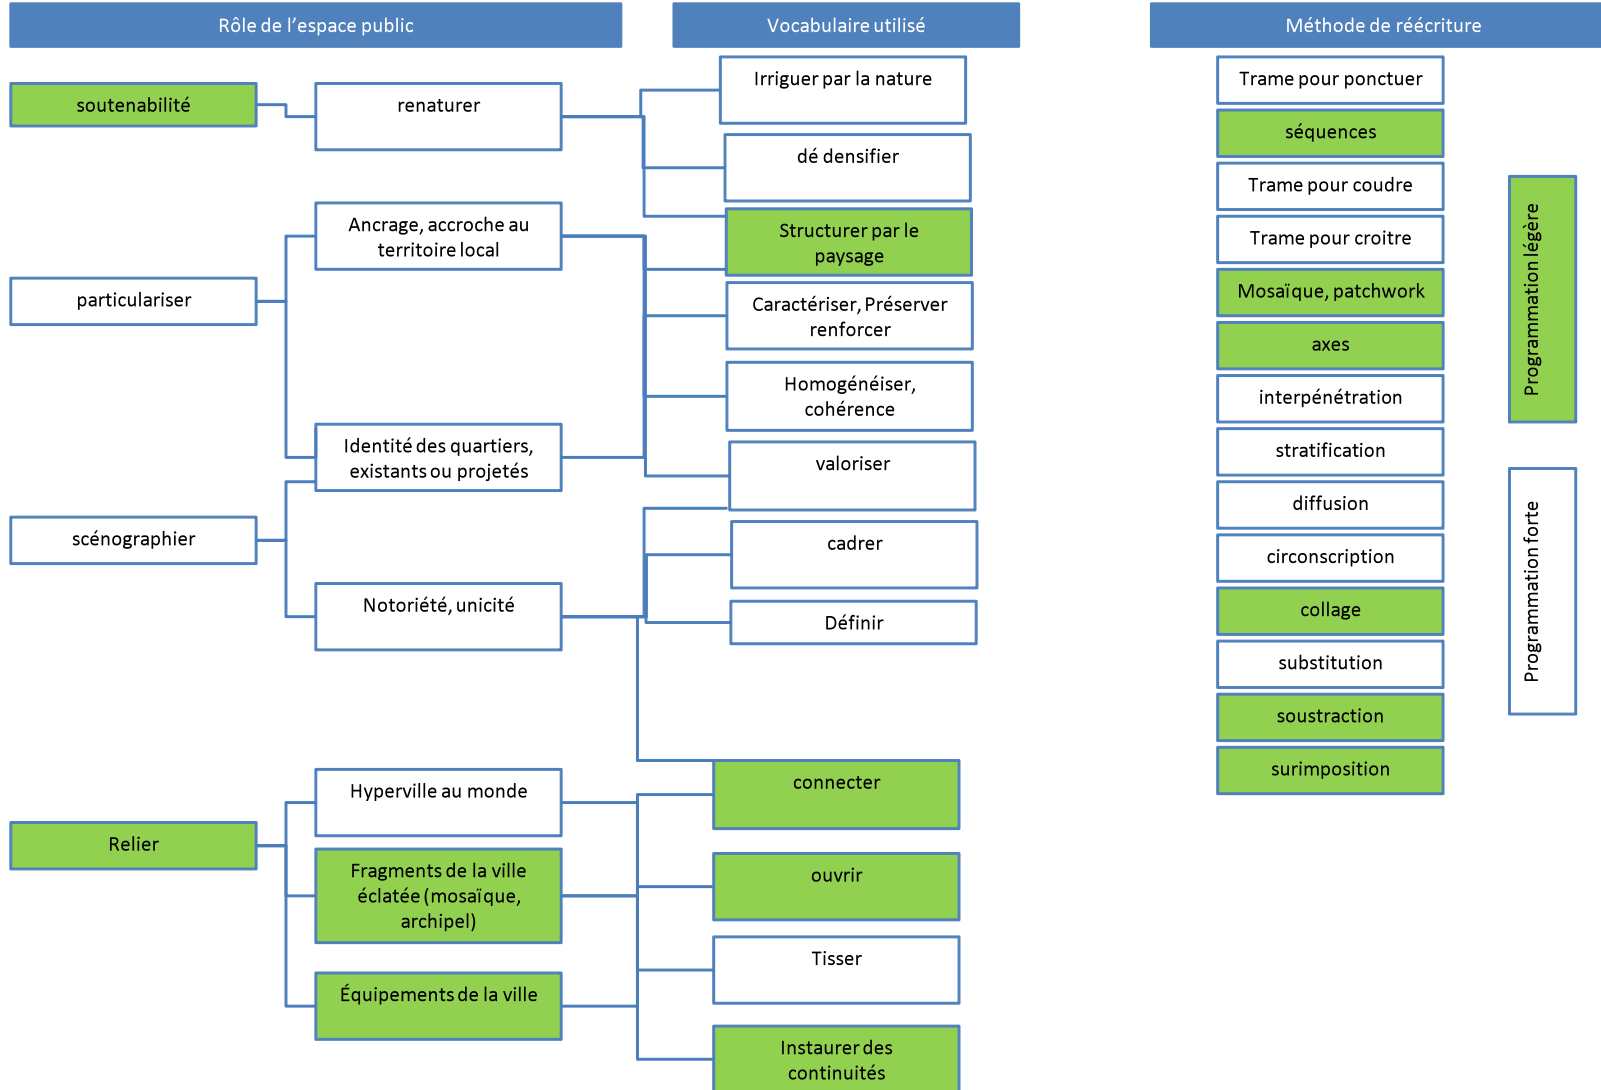 Rôle de l'espace public
Vocabulaire utilisé
Méthode de réécriture
soutenabilité
renaturer
Irriguer par la nature
dé densifier
Structurer par le
paysage
particulariser
Ancrage, accroche au
territoire local
Identité des quartiers,
existants ou projetés
Caractériser, Préserver
renforcer
Homogénéiser,
cohérence
valoriser
scénographier
Notoriété, unicité
cadrer
Définir
Relier
Hyperville au monde
Fragments de la ville
éclatée (mosaïque,
archipel)
Équipements de la ville
connecter
ouvrir
Tisser
Instaurer des
continuités
Trame pour ponctuer
séquences
Trame pour coudre
Trame pour croitre
Mosaïque, patchwork
axes
interpénétration
stratification
diffusion
circonscription
collage
substitution
soustraction
surimposition
Programmation légère
Programmation forte